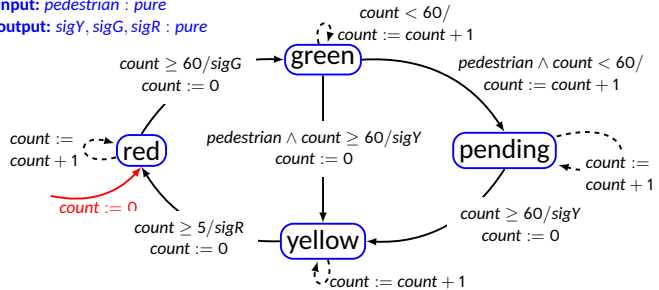 input: pedestrian : pure
output: sigY, sigG, sigR : pure
count < 60/
count := count + 1
green
count ≥ 60/sigG
count := 0
pedestrian ∧ count < 60/
count := count + 1
count :=
count + 1
red
pedestrian ∧ count ≥ 60/sigY
count := 0
pending
count :=
count + 1
count := 0
count ≥ 5/sigR
count := 0
yellow
count ≥ 60/sigY
count := 0
count := count + 1